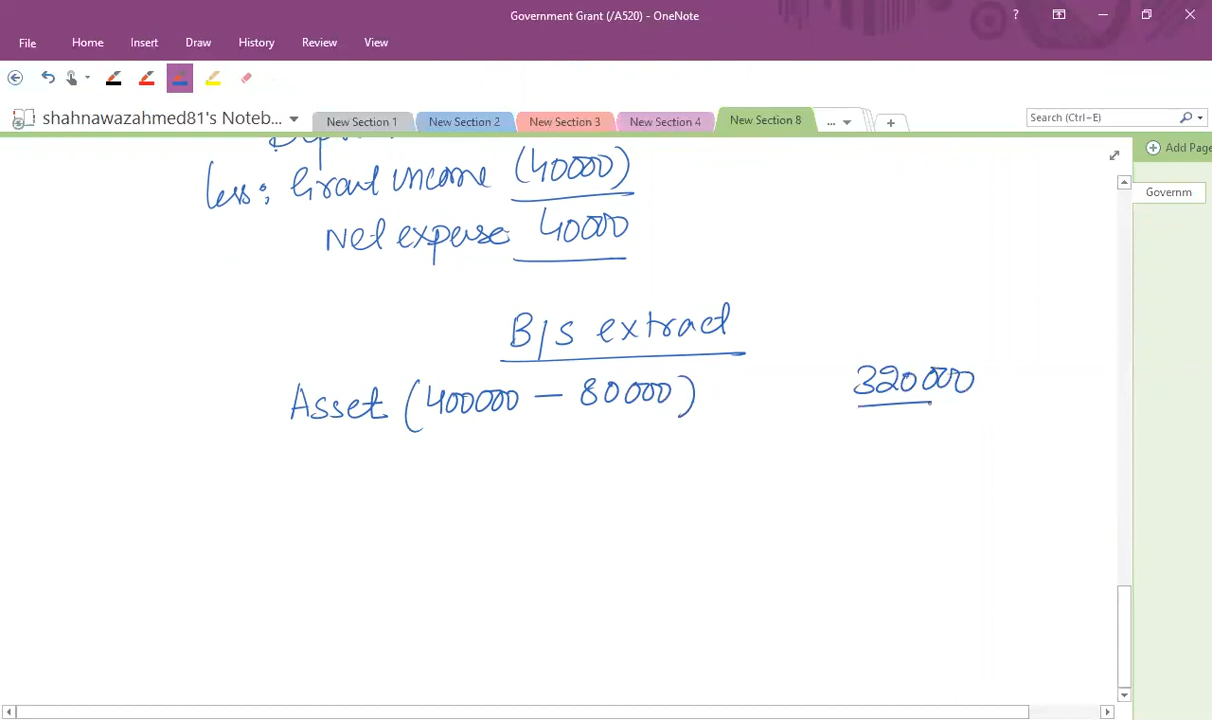 Government Grant (/A520) - OneNote
?
File Home Insert Draw History Review View
shahnawazahmed81's Noteb... New Section 1 New Section 2 New Section 3 New Section 4 New Section 8 ... + Search (Ctrl+E)
Add Page
Governm
less: Grant income (40000)
Net expense 40000
B/S extract
Asset (400000 - 80000) 320000